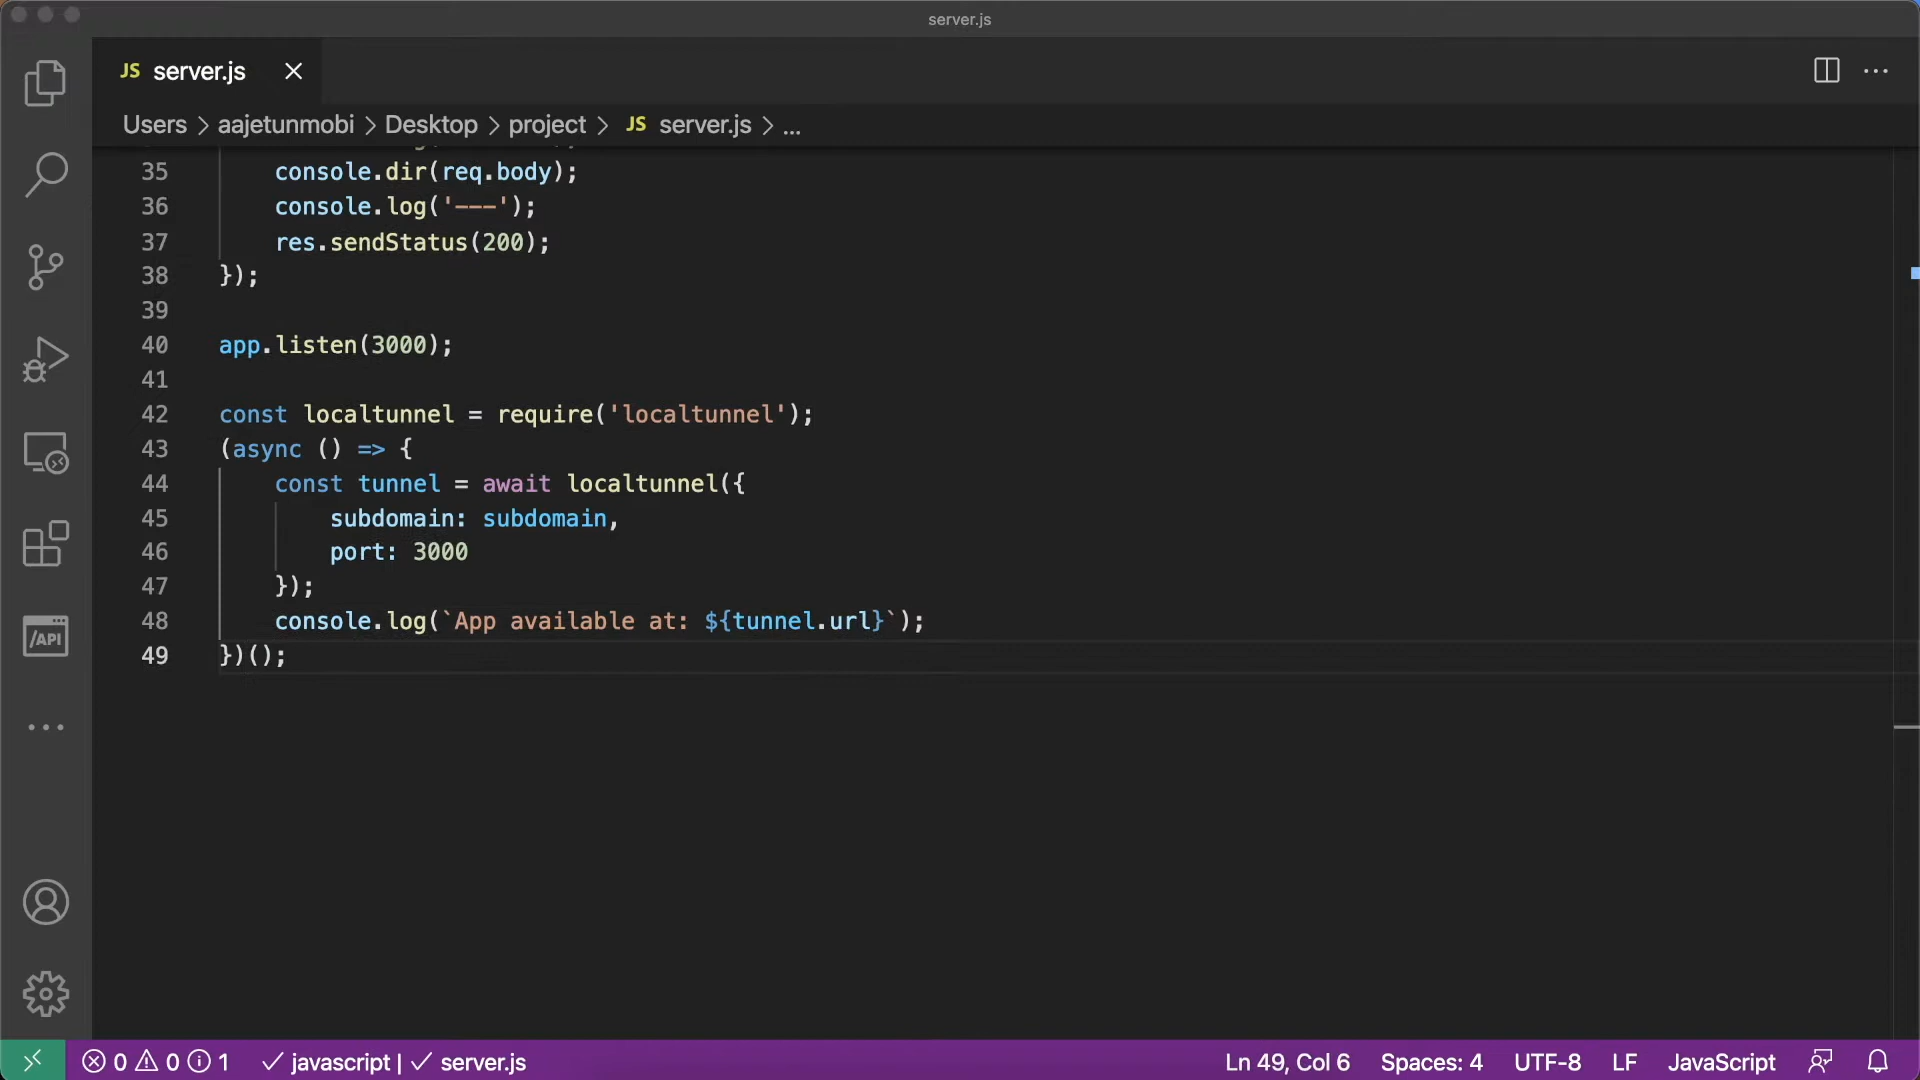 server.js
JS server.js
Users > aajetunmobi > Desktop > project > JS server.js > ...
35 console.dir(req.body);
36 console.log('---');
37 res.sendStatus(200);
38 });
39
40 app.listen(3000);
41
42 const localtunnel = require('localtunnel');
43 (async () => {
44 const tunnel = await localtunnel({
45 subdomain: subdomain,
46 port: 3000
47 });
48 console.log(`App available at: ${tunnel.url}`);
49 })();
/API
0 0 1 javascript | server.js Ln 49, Col 6 Spaces: 4 UTF-8 LF JavaScript